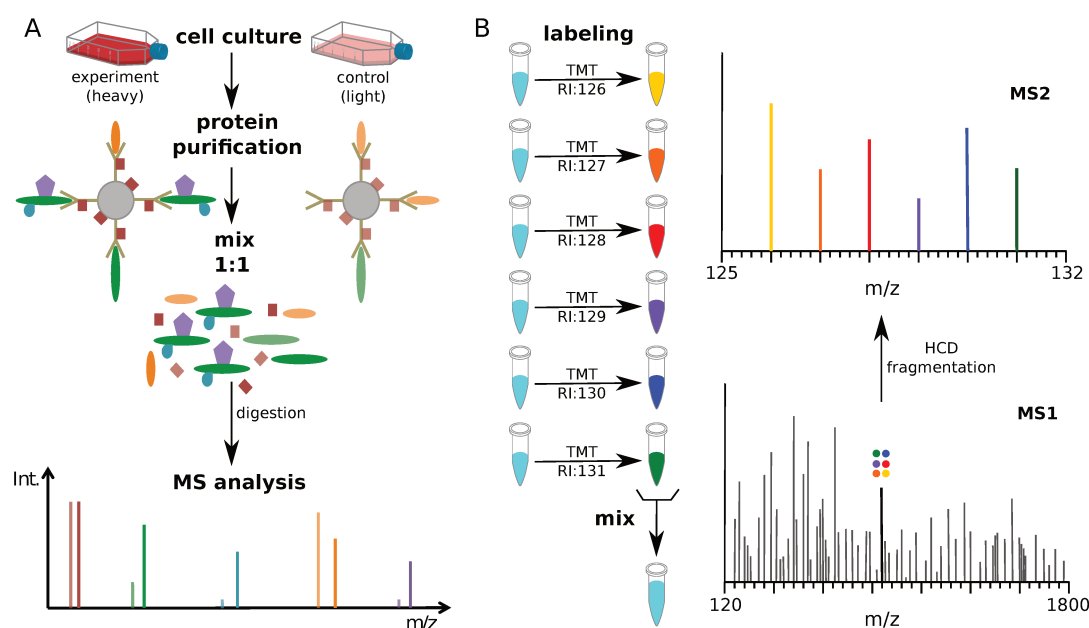 A
cell culture
experiment
(heavy)
control
(light)
protein
purification
mix
1:1
digestion
MS analysis
Int.
m/z
B
labeling
TMT
RI:126
TMT
RI:127
TMT
RI:128
TMT
RI:129
TMT
RI:130
TMT
RI:131
mix
MS2
125
132
m/z
HCD
fragmentation
MS1
120
1800
m/z